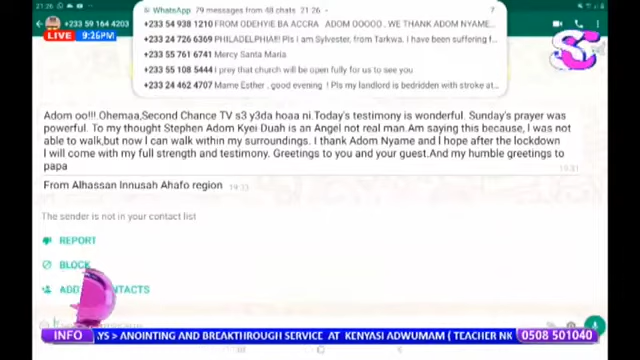 21:26
+233 59 164 4203
LIVE 9:26PM
WhatsApp 79 messages from 48 chats 21:26
7
+233 54 938 1210 FROM ODEHYIE BA ACCRA ADOM OOOOO.. WE THANK ADOM NYAME...
+233 24 726 6369 PHILADELPHIA!!! Pls I am Sylvester, from Tarkwa. I have been suffering f...
+233 55 761 6741 Mercy Santa Maria
+233 55 108 5444 I prey that church will be open fully for us to see you
+233 24 462 4707 Mame Esther , good evening ! Pls my landlord is bedridden with stroke at...
S
Adom oo!!! Ohemaa,Second Chance TV s3 y3da hoaa ni.Today's testimony is wonderful. Sunday's prayer was
powerful. To my thought Stephen Adom Kyei Duah is an Angel not real man.Am saying this because, I was not
able to walk,but now I can walk within my surroundings. I thank Adom Nyame and I hope after the lockdown
I will come with my full strength and testimony. Greetings to you and your guest.And my humble greetings to
papa
19:31
From Alhassan Innusah Ahafo region 19:33
The sender is not in your contact list
REPORT
BLOCK
INFO
AYS > ANOINTING AND BREAKTHROUGH SERVICE AT KENYASI ADWUMAM ( TEACHER NK
0508 501040